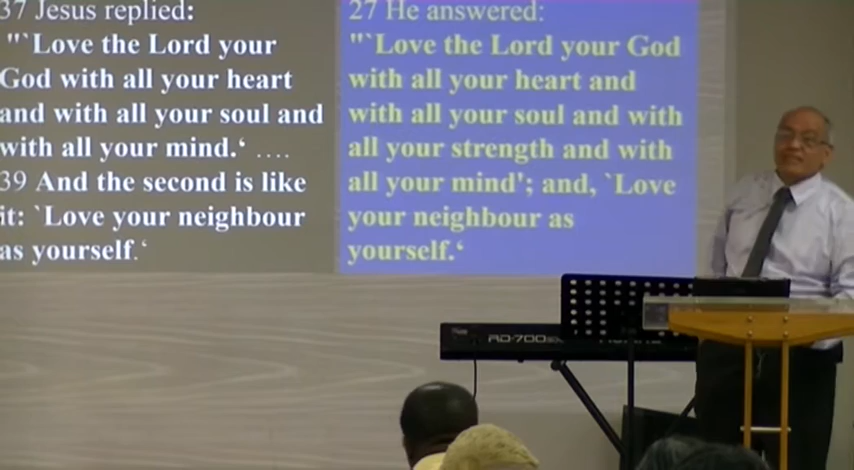 37 Jesus replied:
"`Love the Lord your
God with all your heart
and with all your soul and
with all your mind.‘ ….
39 And the second is like
it: `Love your neighbour
as yourself.‘
27 He answered:
"`Love the Lord your God
with all your heart and
with all your soul and with
all your strength and with
all your mind'; and, `Love
your neighbour as
yourself.‘
RD-700